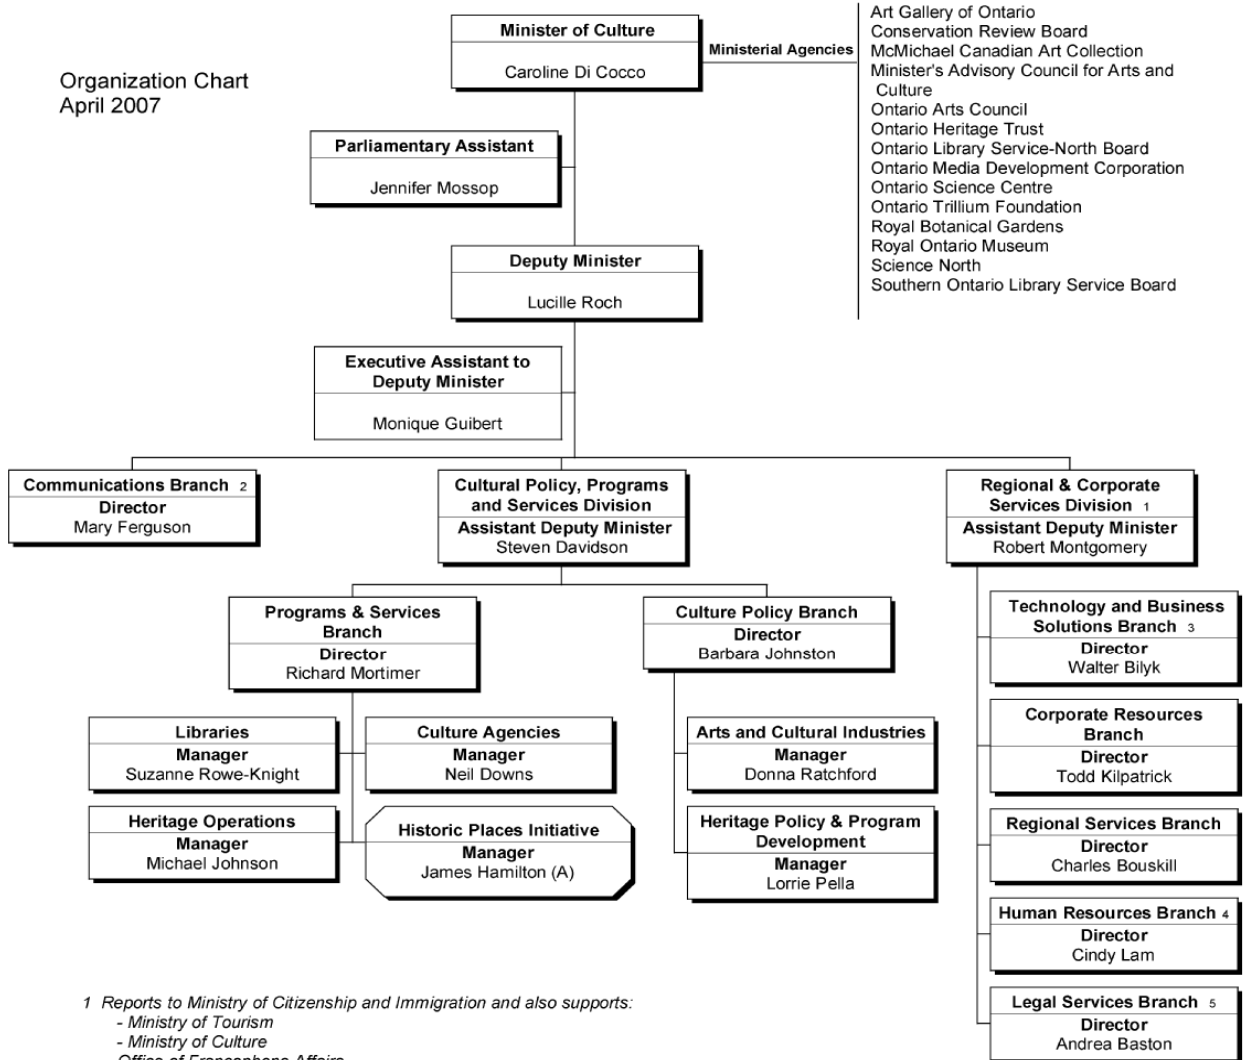 Organization Chart
April 2007
Minister of Culture
Caroline Di Cocco
Ministerial Agencies
Art Gallery of Ontario
Conservation Review Board
McMichael Canadian Art Collection
Minister's Advisory Council for Arts and
Culture
Ontario Arts Council
Ontario Heritage Trust
Ontario Library Service-North Board
Ontario Media Development Corporation
Ontario Science Centre
Ontario Trillium Foundation
Royal Botanical Gardens
Royal Ontario Museum
Science North
Southern Ontario Library Service Board
Parliamentary Assistant
Jennifer Mossop
Deputy Minister
Lucille Roch
Executive Assistant to
Deputy Minister
Monique Guibert
Communications Branch 2
Director
Mary Ferguson
Cultural Policy, Programs
and Services Division
Assistant Deputy Minister
Steven Davidson
Regional & Corporate
Services Division 1
Assistant Deputy Minister
Robert Montgomery
Programs & Services
Branch
Director
Richard Mortimer
Culture Policy Branch
Director
Barbara Johnston
Libraries
Manager
Suzanne Rowe-Knight
Culture Agencies
Manager
Neil Downs
Heritage Operations
Manager
Michael Johnson
Historic Places Initiative
Manager
James Hamilton (A)
Arts and Cultural Industries
Manager
Donna Ratchford
Heritage Policy & Program
Development
Manager
Lorrie Pella
Technology and Business
Solutions Branch 3
Director
Walter Bilyk
Corporate Resources
Branch
Director
Todd Kilpatrick
Regional Services Branch
Director
Charles Bouskill
Human Resources Branch 4
Director
Cindy Lam
Legal Services Branch 5
Director
Andrea Baston
1 Reports to Ministry of Citizenship and Immigration and also supports:
- Ministry of Tourism
- Ministry of Culture
Office of Francophone Affairs